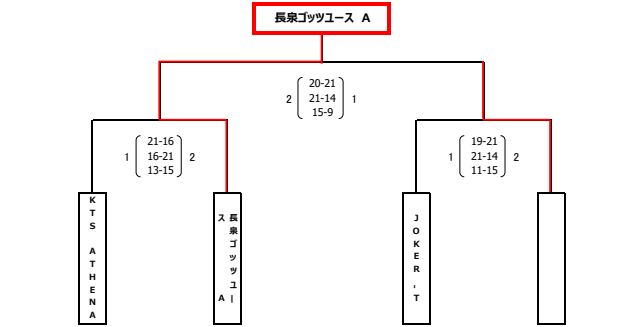 長泉ゴッツユース A
20-21
2 21-14 1
15-9
21-16
1 16-21 2
13-15
19-21
1 21-14 2
11-15
KTS ATHENA
長泉ゴッツユー
ス A
JOKER,T